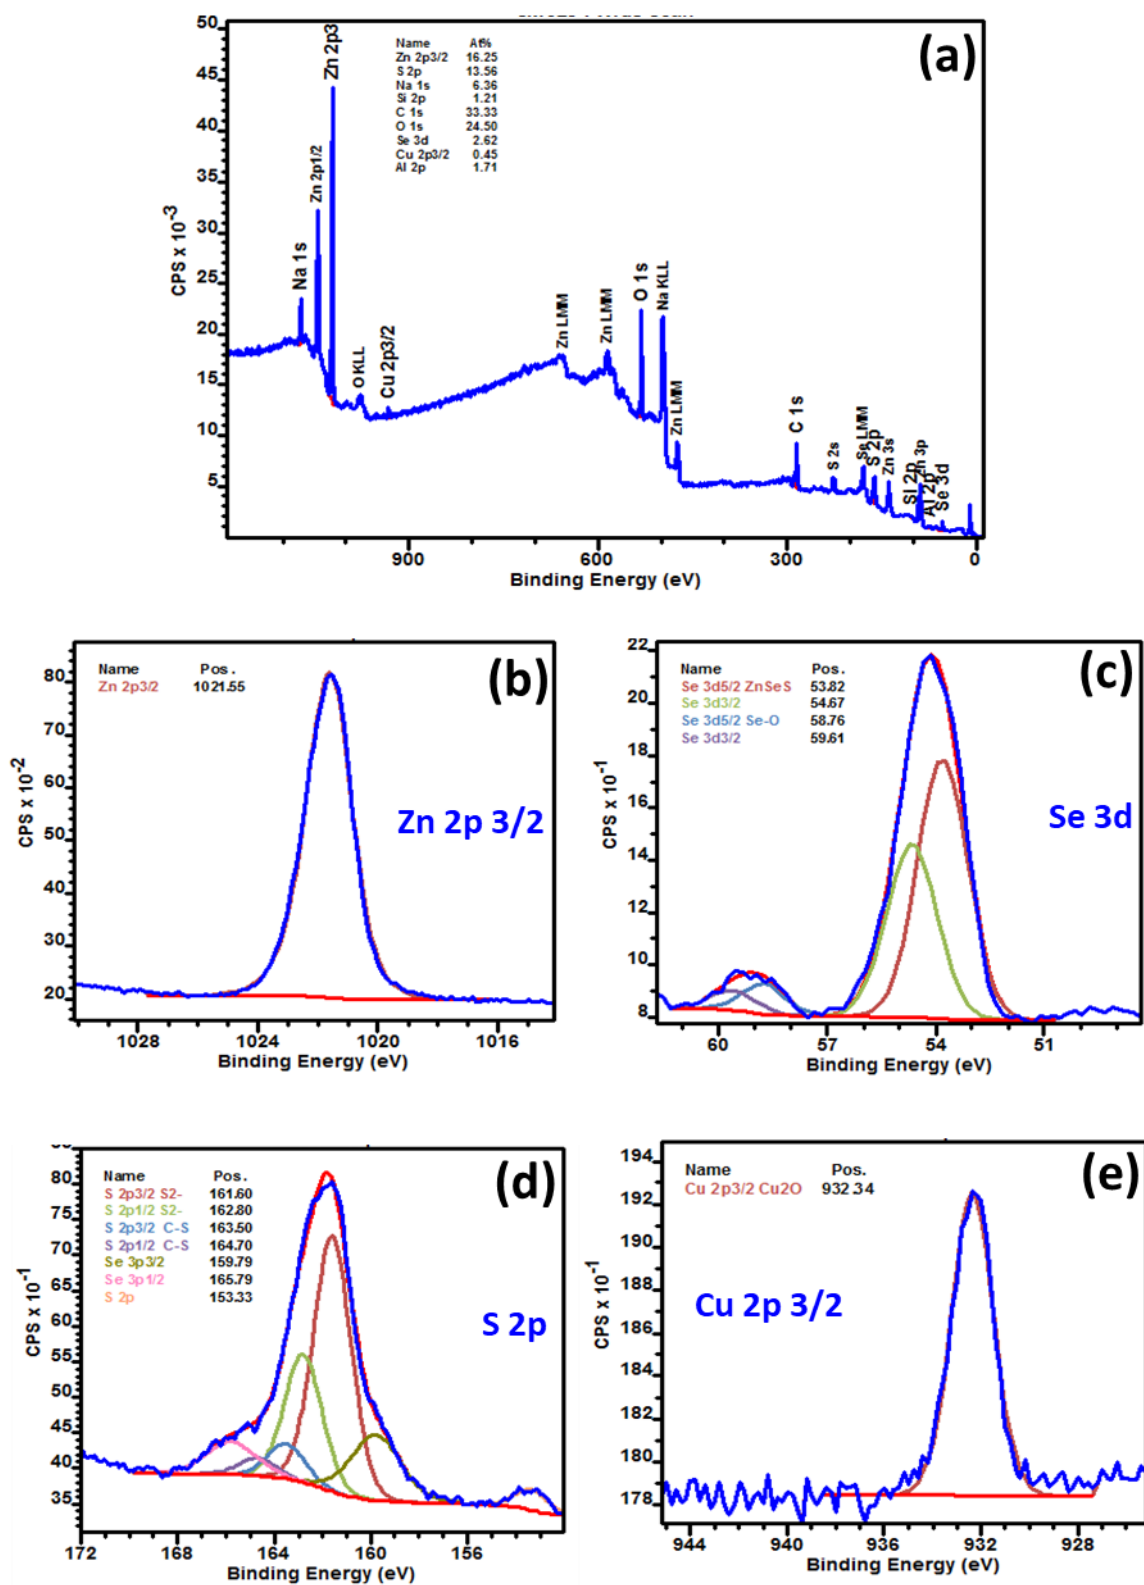 (a)
Name At%
Zn 2p3/2 16.25
S 2p 13.56
Na 1s 6.36
Si 2p 1.21
C 1s 33.33
O 1s 24.50
Se 3d 2.62
Cu 2p3/2 0.45
Al 2p 1.71
CPS x 10-3
50
45
40
35
30
25
20
15
10
5
Na 1s
Zn 2p1/2
Zn 2p3
O KLL
Cu 2p3/2
Zn LMM
Zn LMM
O 1s
Na KLL
Zn LMM
C 1s
S 2s
Se LMM
S 2p
Zn 3s
Si 2p
Zn 3p
Al 2p
Se 3d
900 600 300 0
Binding Energy (eV)
(b)
Name Pos.
Zn 2p3/2 1021.55
Zn 2p 3/2
CPS x 10-2
80
70
60
50
40
30
20
1028 1024 1020 1016
Binding Energy (eV)
(c)
Name Pos.
Se 3d5/2 ZnSeS 53.82
Se 3d3/2 54.67
Se 3d5/2 Se-O 58.76
Se 3d3/2 59.61
Se 3d
CPS x 10-1
22
20
18
16
14
12
10
8
60 57 54 51
Binding Energy (eV)
(d)
Name Pos.
S 2p3/2 S2- 161.60
S 2p1/2 S2- 162.80
S 2p3/2 C-S 163.50
S 2p1/2 C-S 164.70
Se 3p3/2 159.79
Se 3p1/2 165.79
S 2p 153.33
S 2p
CPS x 10-1
80
75
70
65
60
55
50
45
40
35
172 168 164 160 156
Binding Energy (eV)
(e)
Name Pos.
Cu 2p3/2 Cu2O 932.34
Cu 2p 3/2
CPS x 10-1
194
192
190
188
186
184
182
180
178
944 940 936 932 928
Binding Energy (eV)